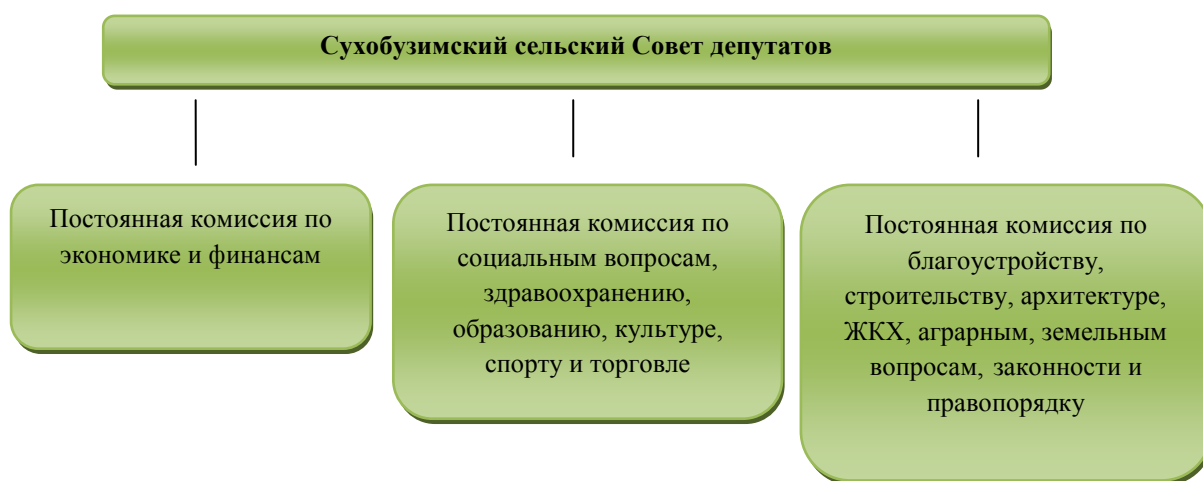 Сухобузимский сельский Совет депутатов
Постоянная комиссия по
экономике и финансам
Постоянная комиссия по
социальным вопросам,
здравоохранению,
образованию, культуре,
спорту и торговле
Постоянная комиссия по
благоустройству,
строительству, архитектуре,
ЖКХ, аграрным, земельным
вопросам, законности и
правопорядку